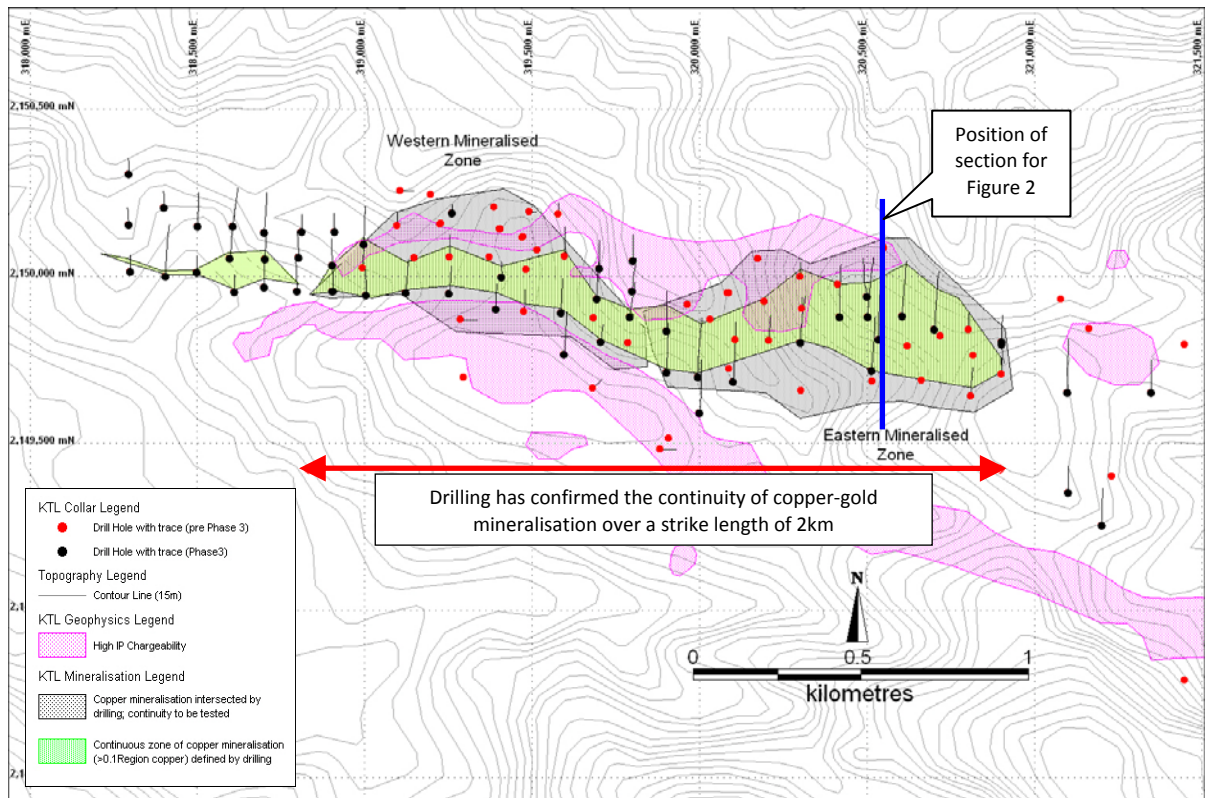 318,000 mE
318,500 mE
319,000 mE
319,500 mE
320,000 mE
320,500 mE
321,000 mE
321,500 mE
2,150,500 mN
Western Mineralised
Zone
Position of
section for
Figure 2
2,150,000 mN
2,149,500 mN
Eastern Mineralised
Zone
Drilling has confirmed the continuity of copper-gold
mineralisation over a strike length of 2km
KTL Collar Legend
Drill Hole with trace (pre Phase 3)
Drill Hole with trace (Phase3)
Topography Legend
Contour Line (15m)
KTL Geophysics Legend
High IP Chargeability
KTL Mineralisation Legend
Copper mineralisation intersected by
drilling; continuity to be tested
Continuous zone of copper mineralisation
(>0.1Region copper) defined by drilling
N
0 0.5 1
kilometres